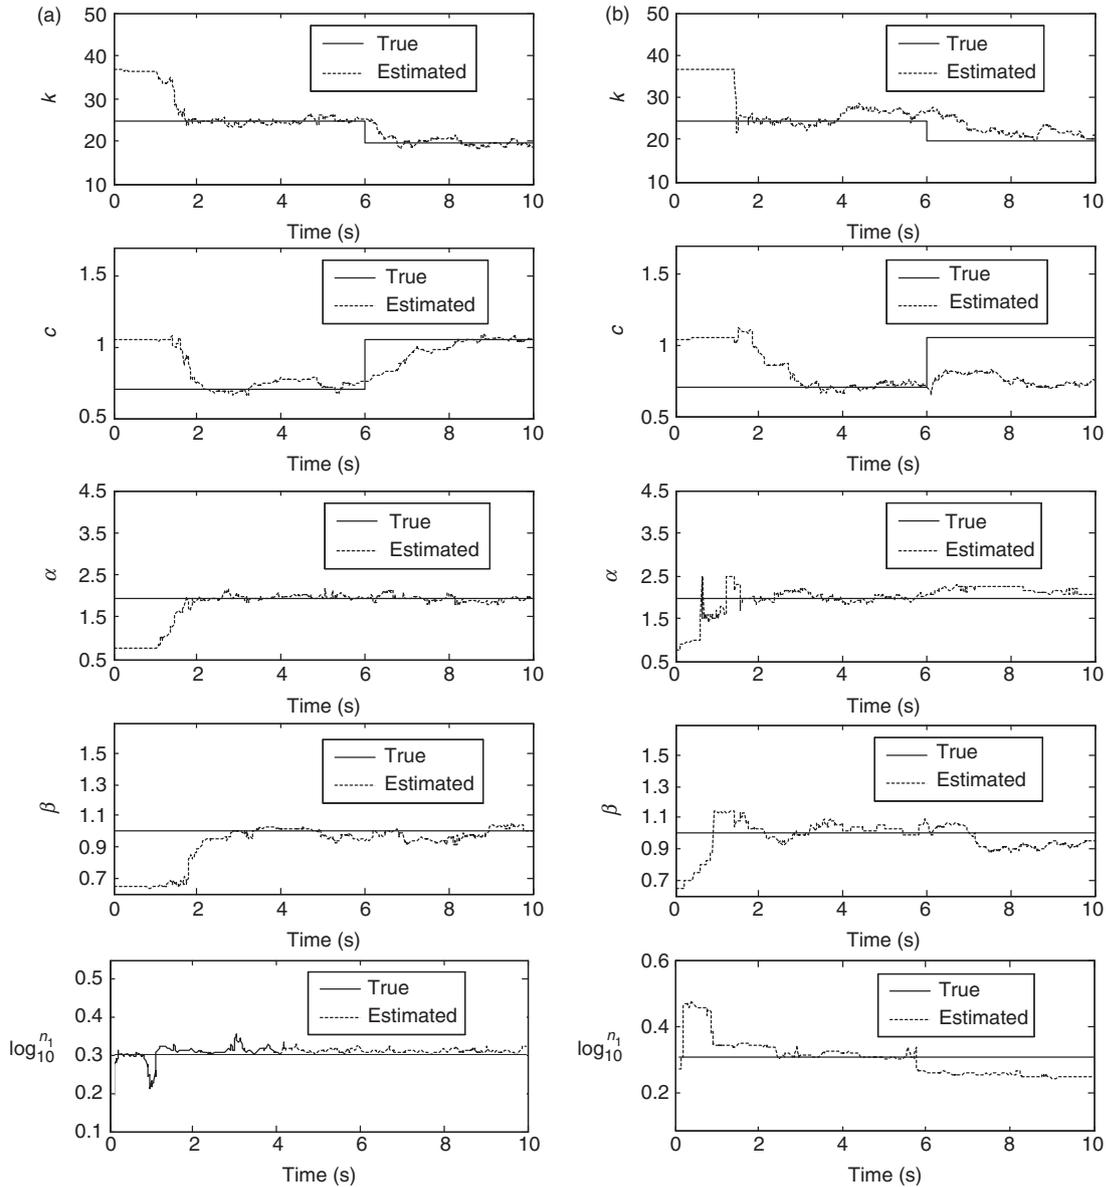 (a)
50
40
30
20
10
k
True
Estimated
0 2 4 6 8 10
Time (s)
1.5
1
0.5
c
True
Estimated
0 2 4 6 8 10
Time (s)
4.5
3.5
2.5
1.5
0.5
α
True
Estimated
0 2 4 6 8 10
Time (s)
1.5
1.3
1.1
0.9
0.7
β
True
Estimated
0 2 4 6 8 10
Time (s)
0.5
0.4
0.3
0.2
0.1
log10 n1
True
Estimated
0 2 4 6 8 10
Time (s)
(b)
50
40
30
20
10
k
True
Estimated
0 2 4 6 8 10
Time (s)
1.5
1
0.5
c
True
Estimated
0 2 4 6 8 10
Time (s)
4.5
3.5
2.5
1.5
0.5
α
True
Estimated
0 2 4 6 8 10
Time (s)
1.5
1.3
1.1
0.9
0.7
β
True
Estimated
0 2 4 6 8 10
Time (s)
0.6
0.4
0.2
log10 n1
True
Estimated
0 2 4 6 8 10
Time (s)